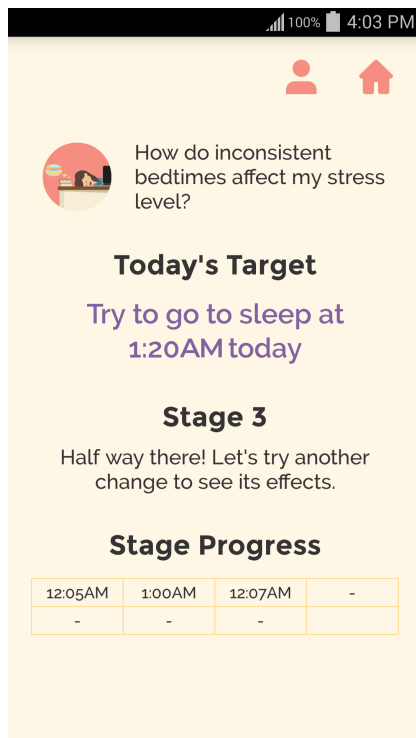 100% 4:03 PM
How do inconsistent
bedtimes affect my stress
level?
Today's Target
Try to go to sleep at
1:20AM today
Stage 3
Half way there! Let's try another
change to see its effects.
Stage Progress
12:05AM 1:00AM 12:07AM -
- - -